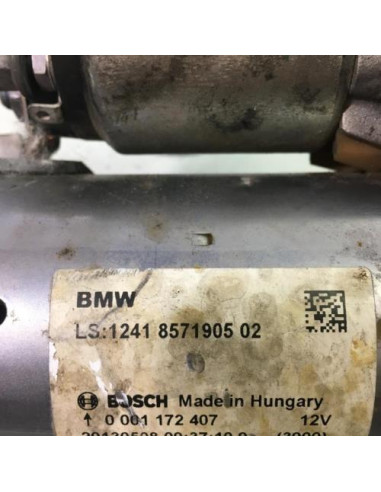 BMW
LS:1241 8571905 02
BOSCH Made in Hungary
0 001 172 407 12V